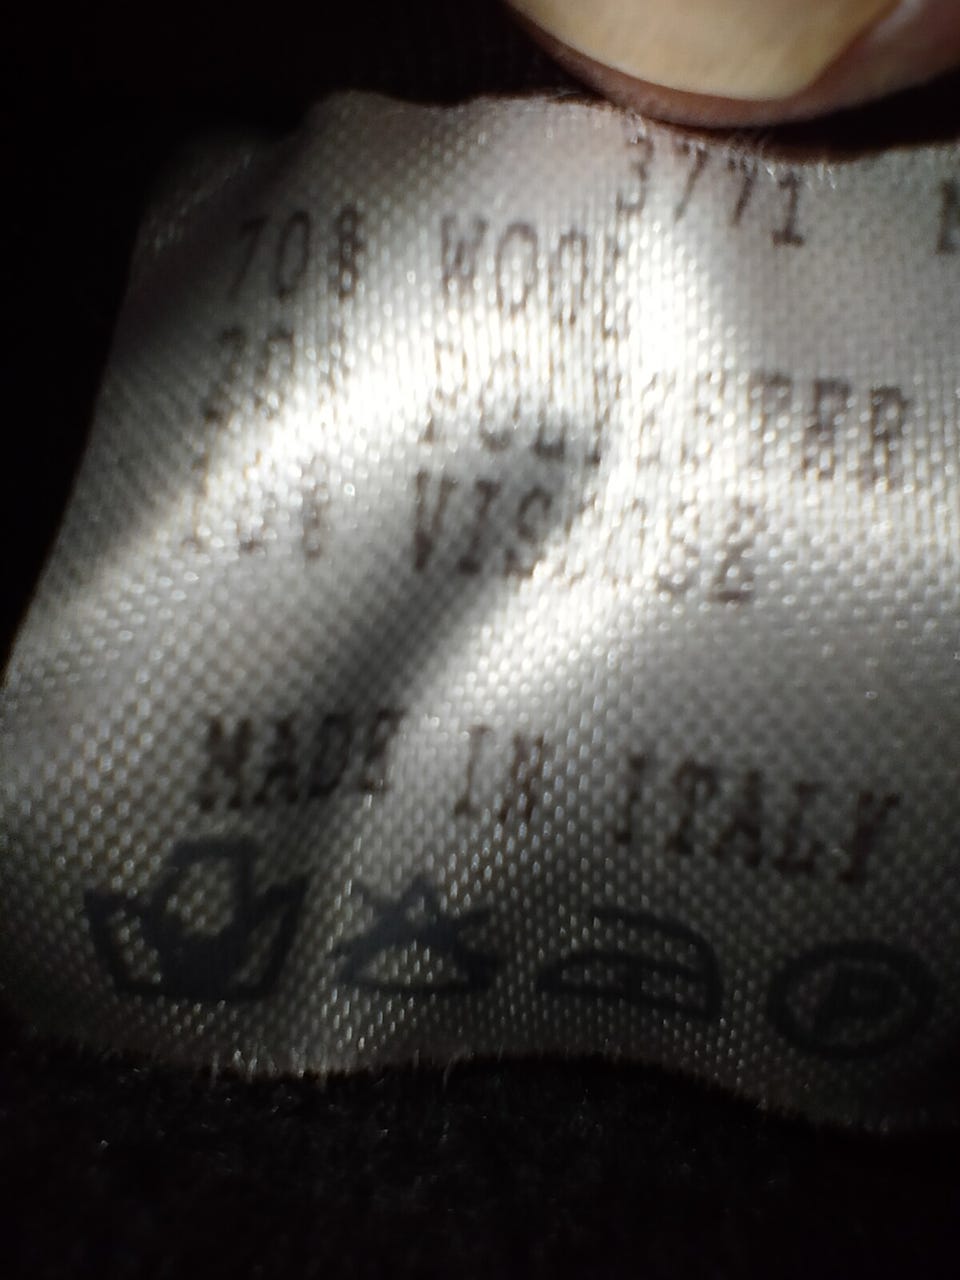 3771
70% WOOL
POLYESTER
VISCOSE
MADE IN ITALY
P